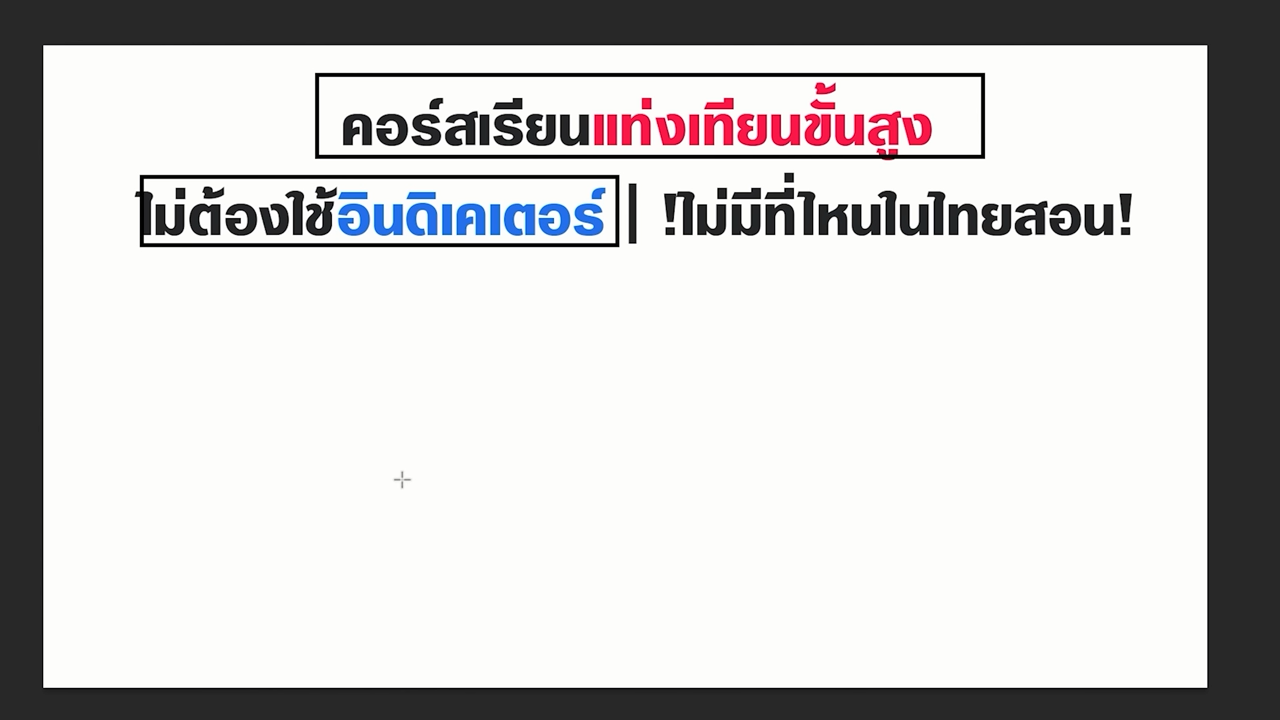 คอร์สเรียนแท่งเทียนขั้นสูง
ไม่ต้องใช้อินดิเคเตอร์ | !ไม่มีที่ไหนในไทยสอน!